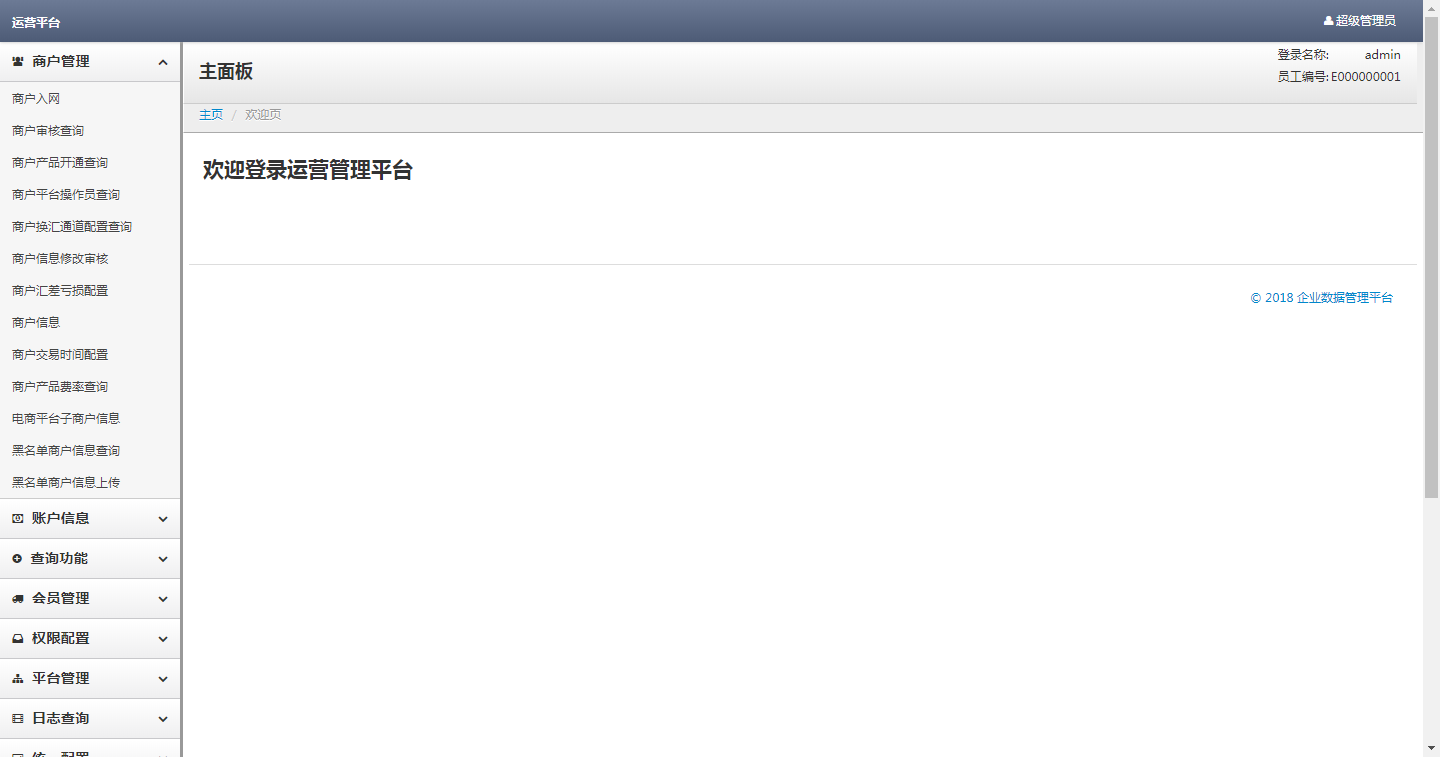 运营平台
超级管理员
商户管理
商户入网
商户审核查询
商户产品开通查询
商户平台操作员查询
商户换汇通道配置查询
商户信息修改审核
商户汇差亏损配置
商户信息
商户交易时间配置
商户产品费率查询
电商平台子商户信息
黑名单商户信息查询
黑名单商户信息上传
账户信息
查询功能
会员管理
权限配置
平台管理
日志查询
主面板
登录名称: admin
员工编号: E000000001
主页 / 欢迎页
欢迎登录运营管理平台
© 2018 企业数据管理平台